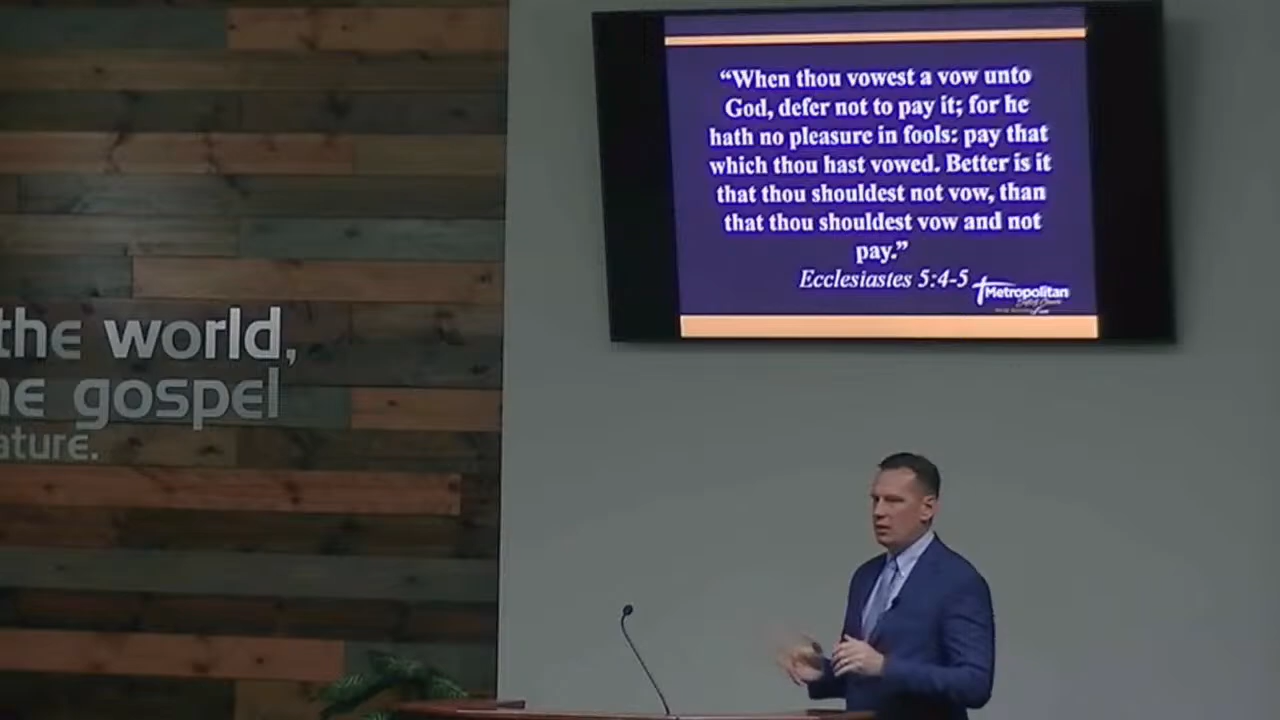 “When thou vowest a vow unto
God, defer not to pay it; for he
hath no pleasure in fools: pay that
which thou hast vowed. Better is it
that thou shouldest not vow, than
that thou shouldest vow and not
pay.”
Ecclesiastes 5:4-5
Metropolitan
the world,
gospel